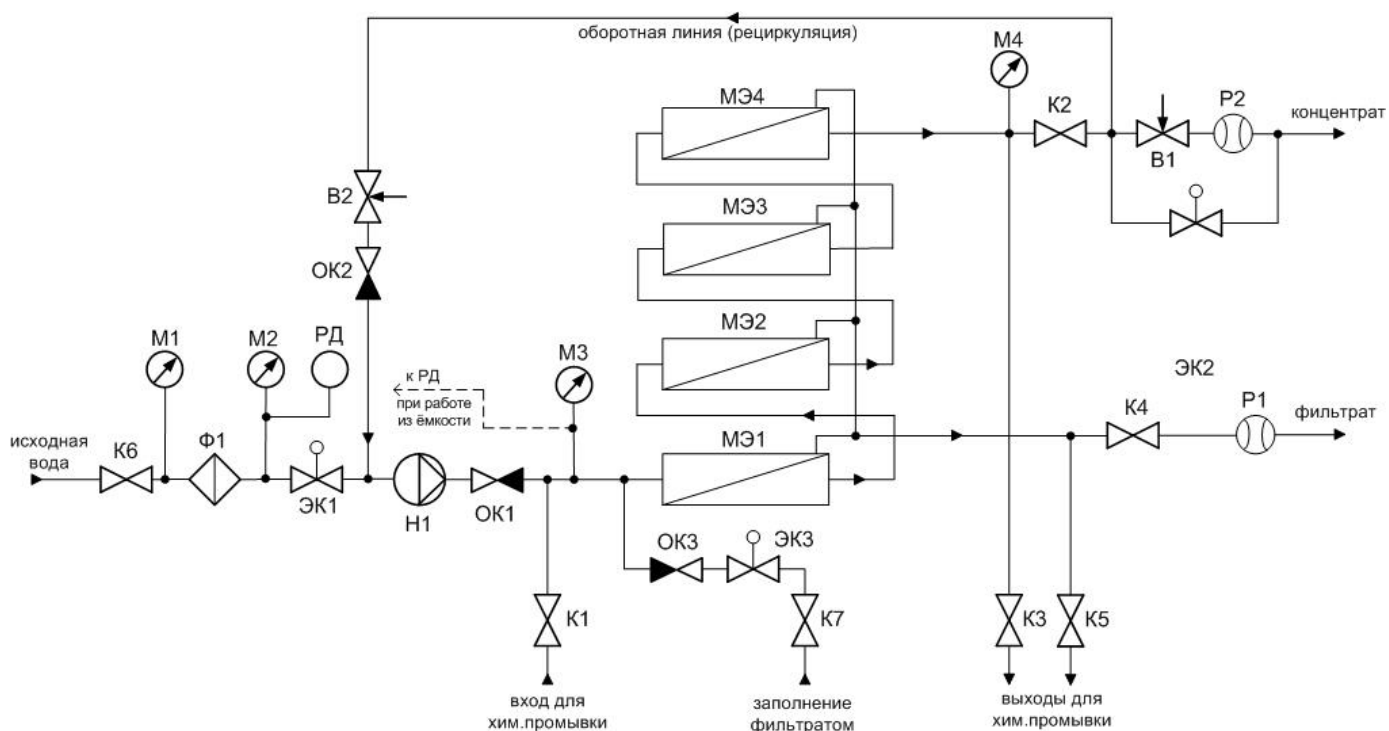 оборотная линия (рециркуляция)
М4
МЭ4
К2
Р2
концентрат
В1
В2
МЭ3
ОК2
МЭ2
М1
М2
РД
М3
к РД
при работе
из ёмкости
ЭК2
К4
Р1
фильтрат
исходная
вода
К6
Ф1
МЭ1
ЭК1
Н1
ОК1
ОК3
ЭК3
К1
К7
К3
К5
вход для
хим.промывки
заполнение
фильтратом
выходы для
хим.промывки